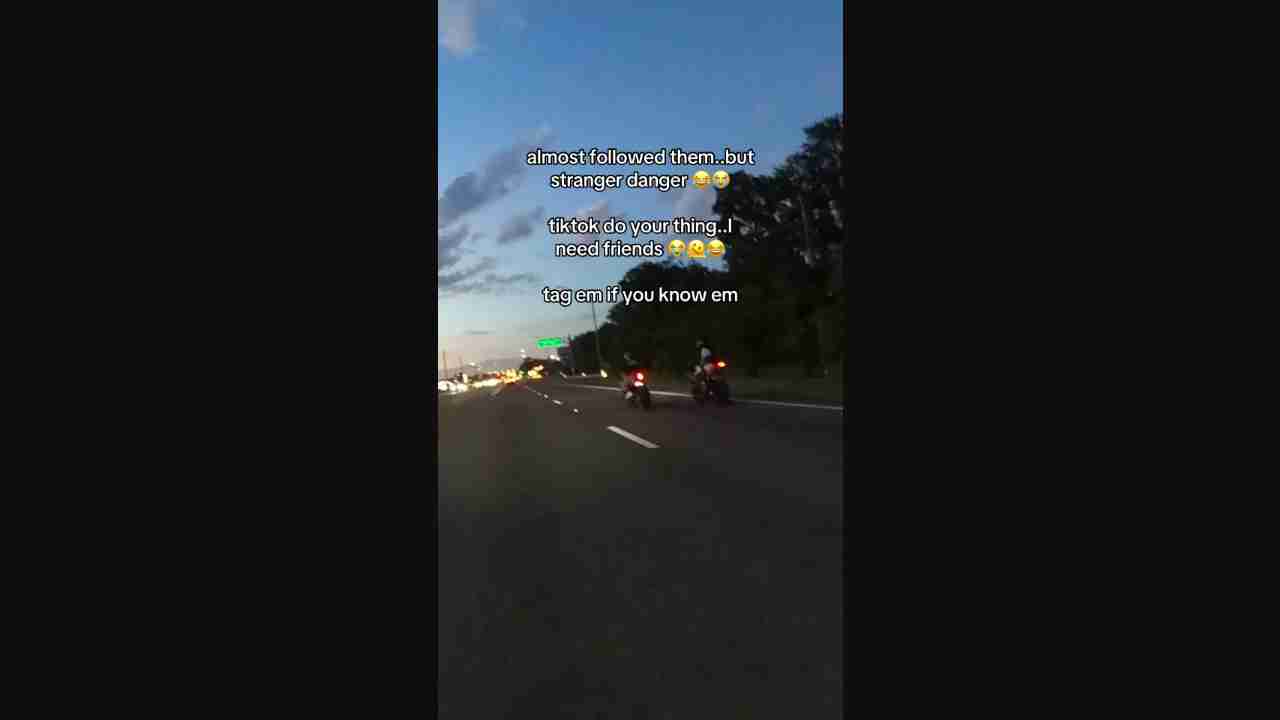 almost followed them..but
stranger danger 😂😭
tiktok do your thing..I
need friends 😭🫠😂
tag em if you know em